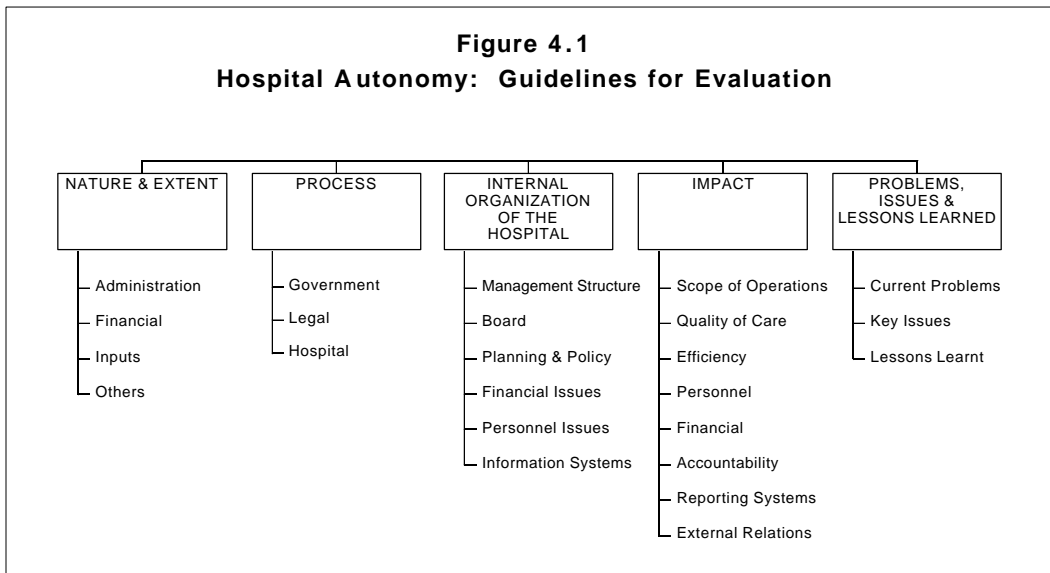 Figure 4.1
Hospital Autonomy: Guidelines for Evaluation
NATURE & EXTENT
Administration
Financial
Inputs
Others
PROCESS
Government
Legal
Hospital
INTERNAL
ORGANIZATION
OF THE
HOSPITAL
Management Structure
Board
Planning & Policy
Financial Issues
Personnel Issues
Information Systems
IMPACT
Scope of Operations
Quality of Care
Efficiency
Personnel
Financial
Accountability
Reporting Systems
External Relations
PROBLEMS,
ISSUES &
LESSONS LEARNED
Current Problems
Key Issues
Lessons Learnt